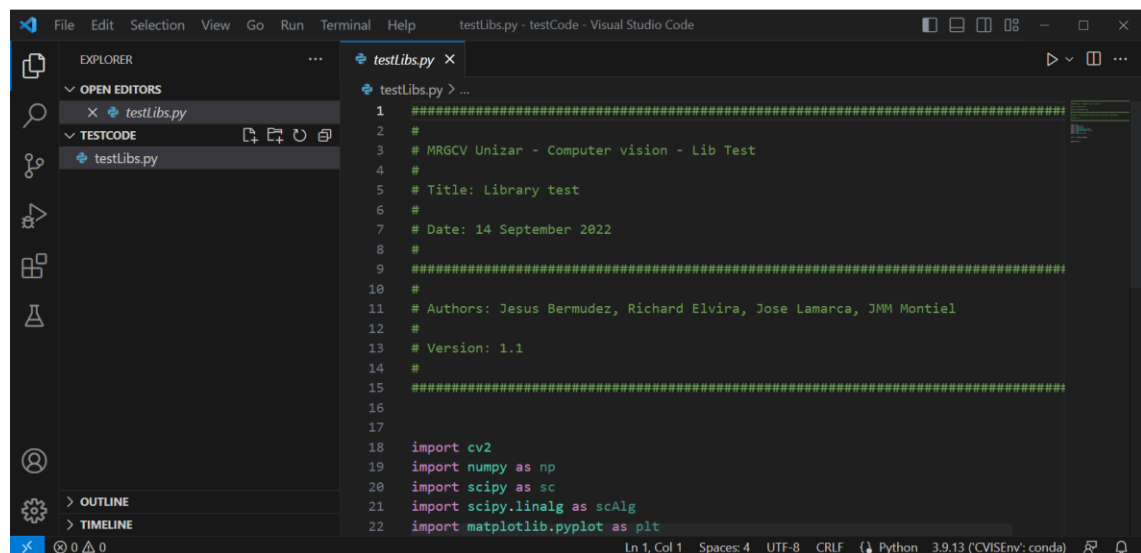 File Edit Selection View Go Run Terminal Help testLibs.py - testCode - Visual Studio Code
EXPLORER
OPEN EDITORS
testLibs.py
TESTCODE
testLibs.py
OUTLINE
TIMELINE
testLibs.py
testLibs.py > ...
1 ##################################################################################
2 #
3 # MRGCV Unizar - Computer vision - Lib Test
4 #
5 # Title: Library test
6 #
7 # Date: 14 September 2022
8 #
9 ##################################################################################
10 #
11 # Authors: Jesus Bermudez, Richard Elvira, Jose Lamarca, JMM Montiel
12 #
13 # Version: 1.1
14 #
15 ##################################################################################
16
17
18 import cv2
19 import numpy as np
20 import scipy as sc
21 import scipy.linalg as scAlg
22 import matplotlib.pyplot as plt
0 0 Ln 1, Col 1 Spaces: 4 UTF-8 CRLF Python 3.9.13 ('CVISEnv': conda)